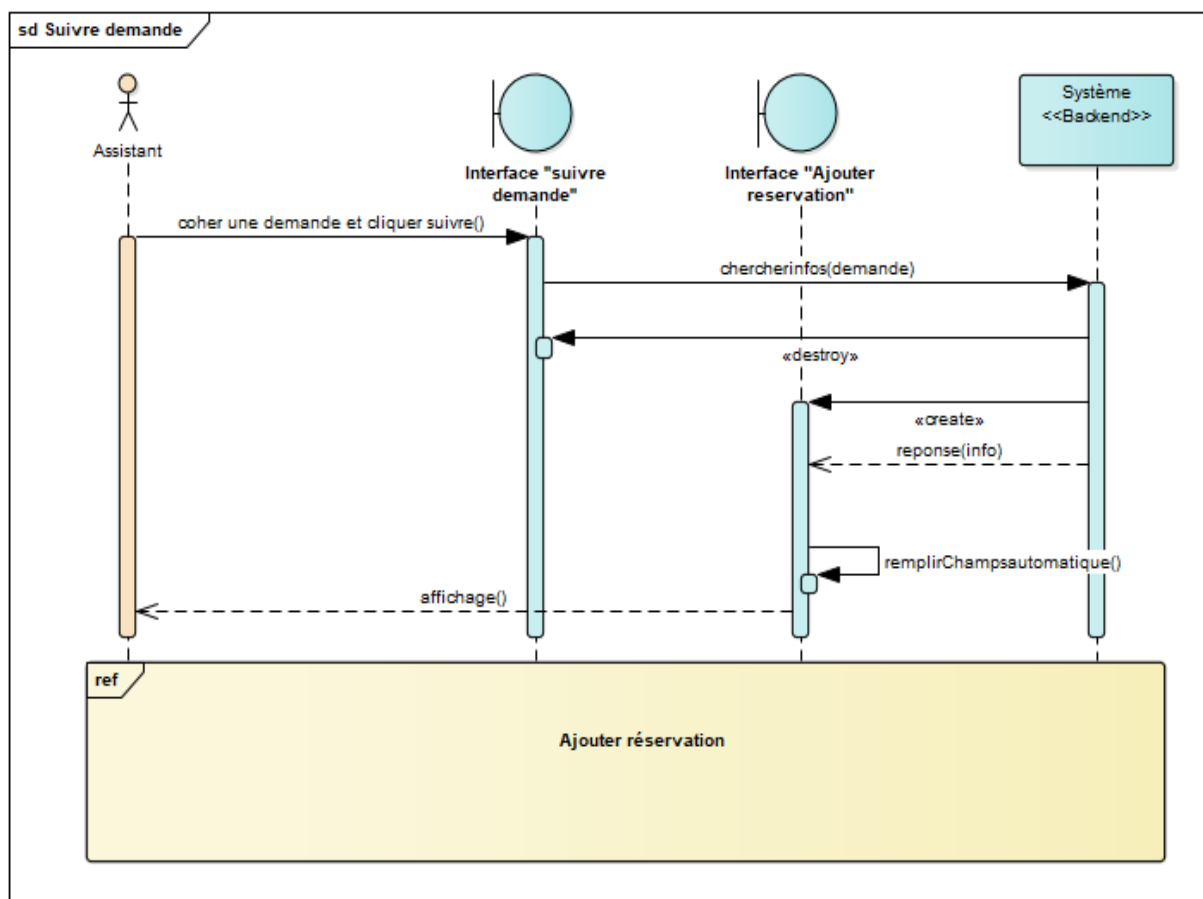 sd Suivre demande
Assistant
Interface "suivre
demande"
Interface "Ajouter
reservation"
Système
<<Backend>>
coher une demande et cliquer suivre()
chercherinfos(demande)
«destroy»
«create»
reponse(info)
remplirChampsautomatique()
affichage()
ref
Ajouter réservation